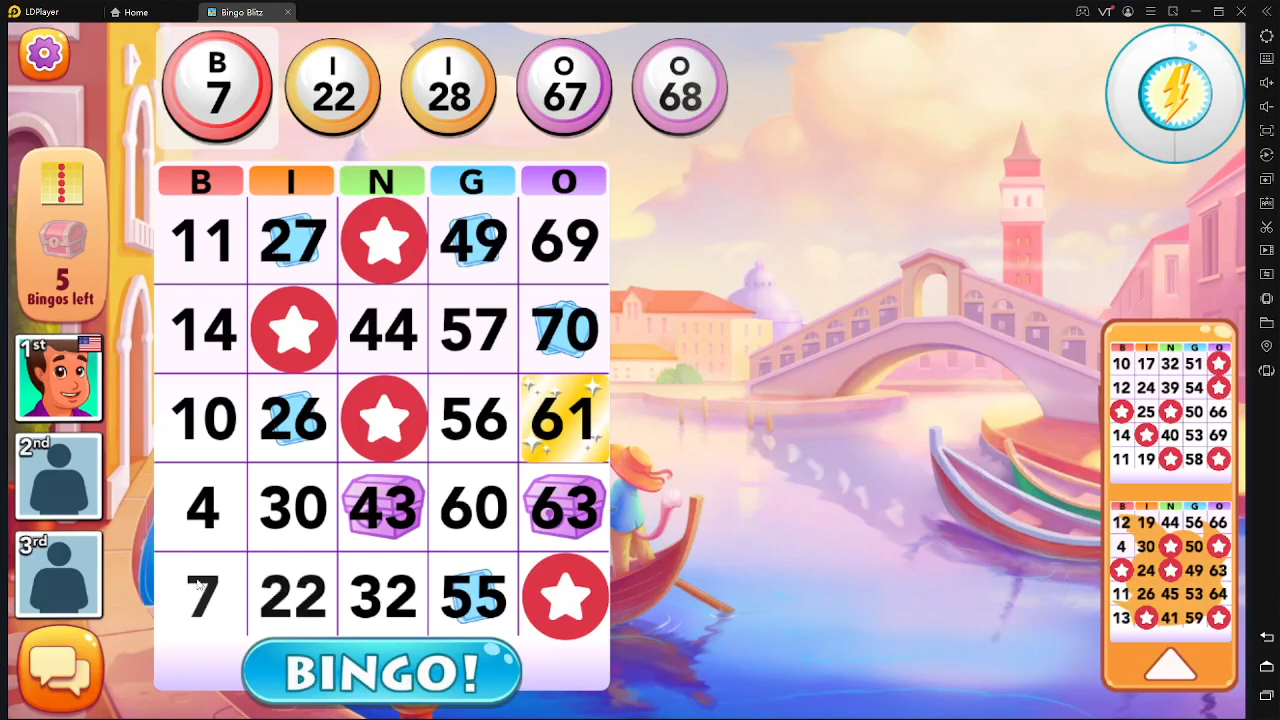 LDPlayer
Home
Bingo Blitz
B
7
I
22
I
28
O
67
O
68
5
Bingos left
1st
2nd
3rd
B I N G O
11 27 49 69
14 44 57 70
10 26 56 61
4 30 43 60 63
7 22 32 55
BINGO!
B I N G O
10 17 32 51
12 24 39 54
25 50 66
14 40 53 69
11 19 58
B I N G O
12 19 44 56 66
4 30 50
24 49 63
11 26 45 53 64
13 41 59